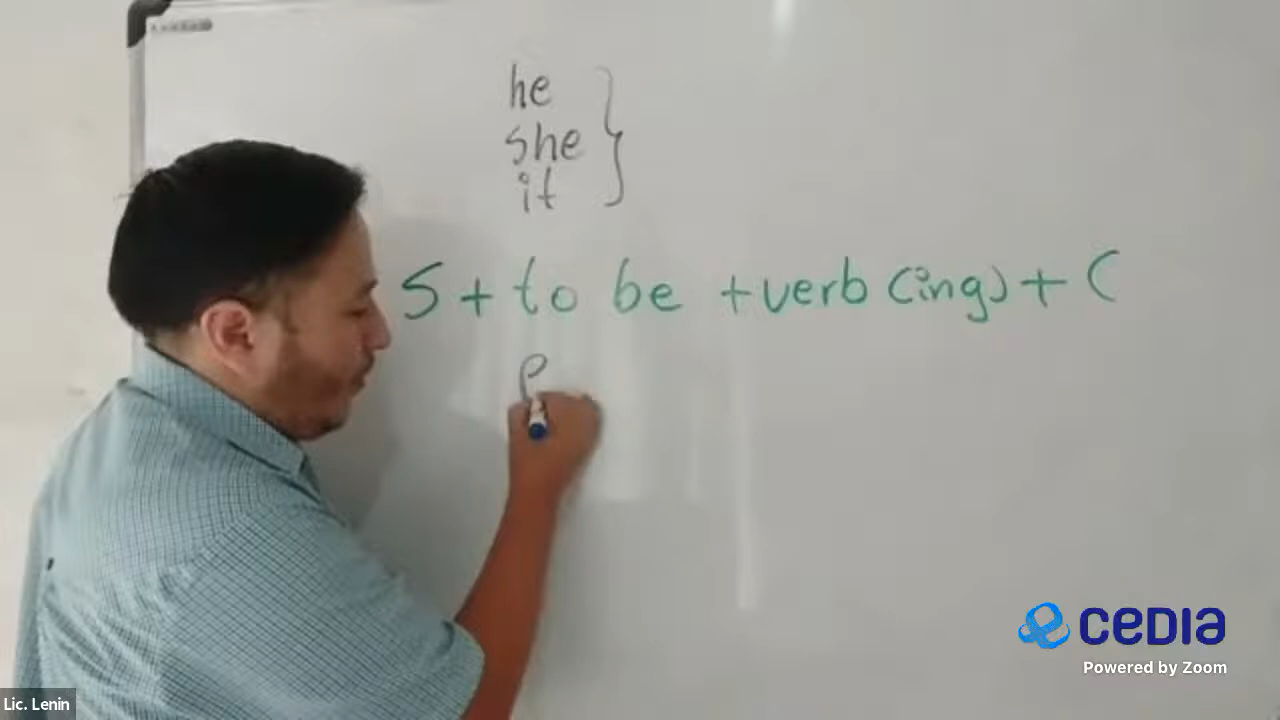 he
she
it
S + to be + verb (ing) + C
P
CEDIA
Powered by Zoom
Lic. Lenin